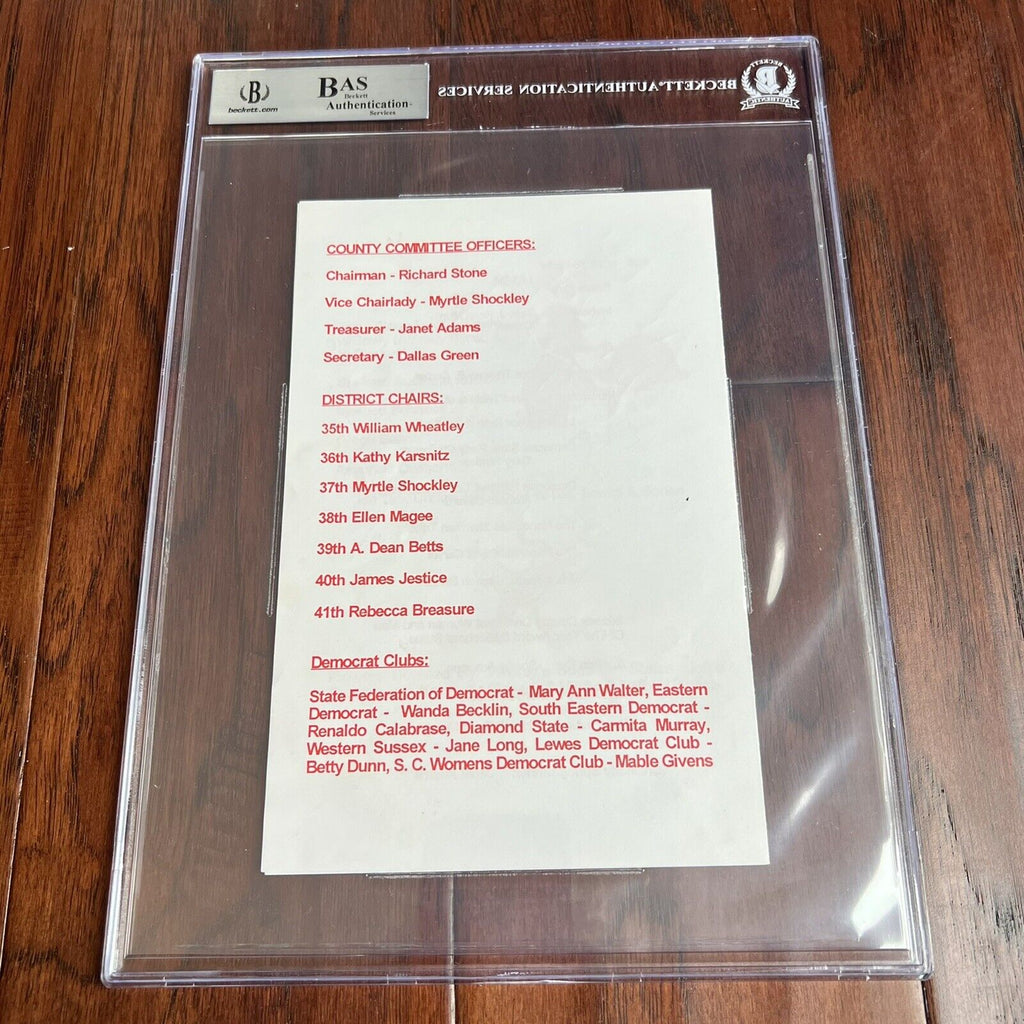 beckett.com
BAS
Beckett
Authentication
Services
BECKETT AUTHENTICATION SERVICES
BECKETT
B
AUTHENTIC
COUNTY COMMITTEE OFFICERS:
Chairman - Richard Stone
Vice Chairlady - Myrtle Shockley
Treasurer - Janet Adams
Secretary - Dallas Green
DISTRICT CHAIRS:
35th William Wheatley
36th Kathy Karsnitz
37th Myrtle Shockley
38th Ellen Magee
39th A. Dean Betts
40th James Jestice
41th Rebecca Breasure
Democrat Clubs:
State Federation of Democrat - Mary Ann Walter, Eastern
Democrat - Wanda Becklin, South Eastern Democrat -
Renaldo Calabrase, Diamond State - Carmita Murray,
Western Sussex - Jane Long, Lewes Democrat Club -
Betty Dunn, S. C. Womens Democrat Club - Mable Givens